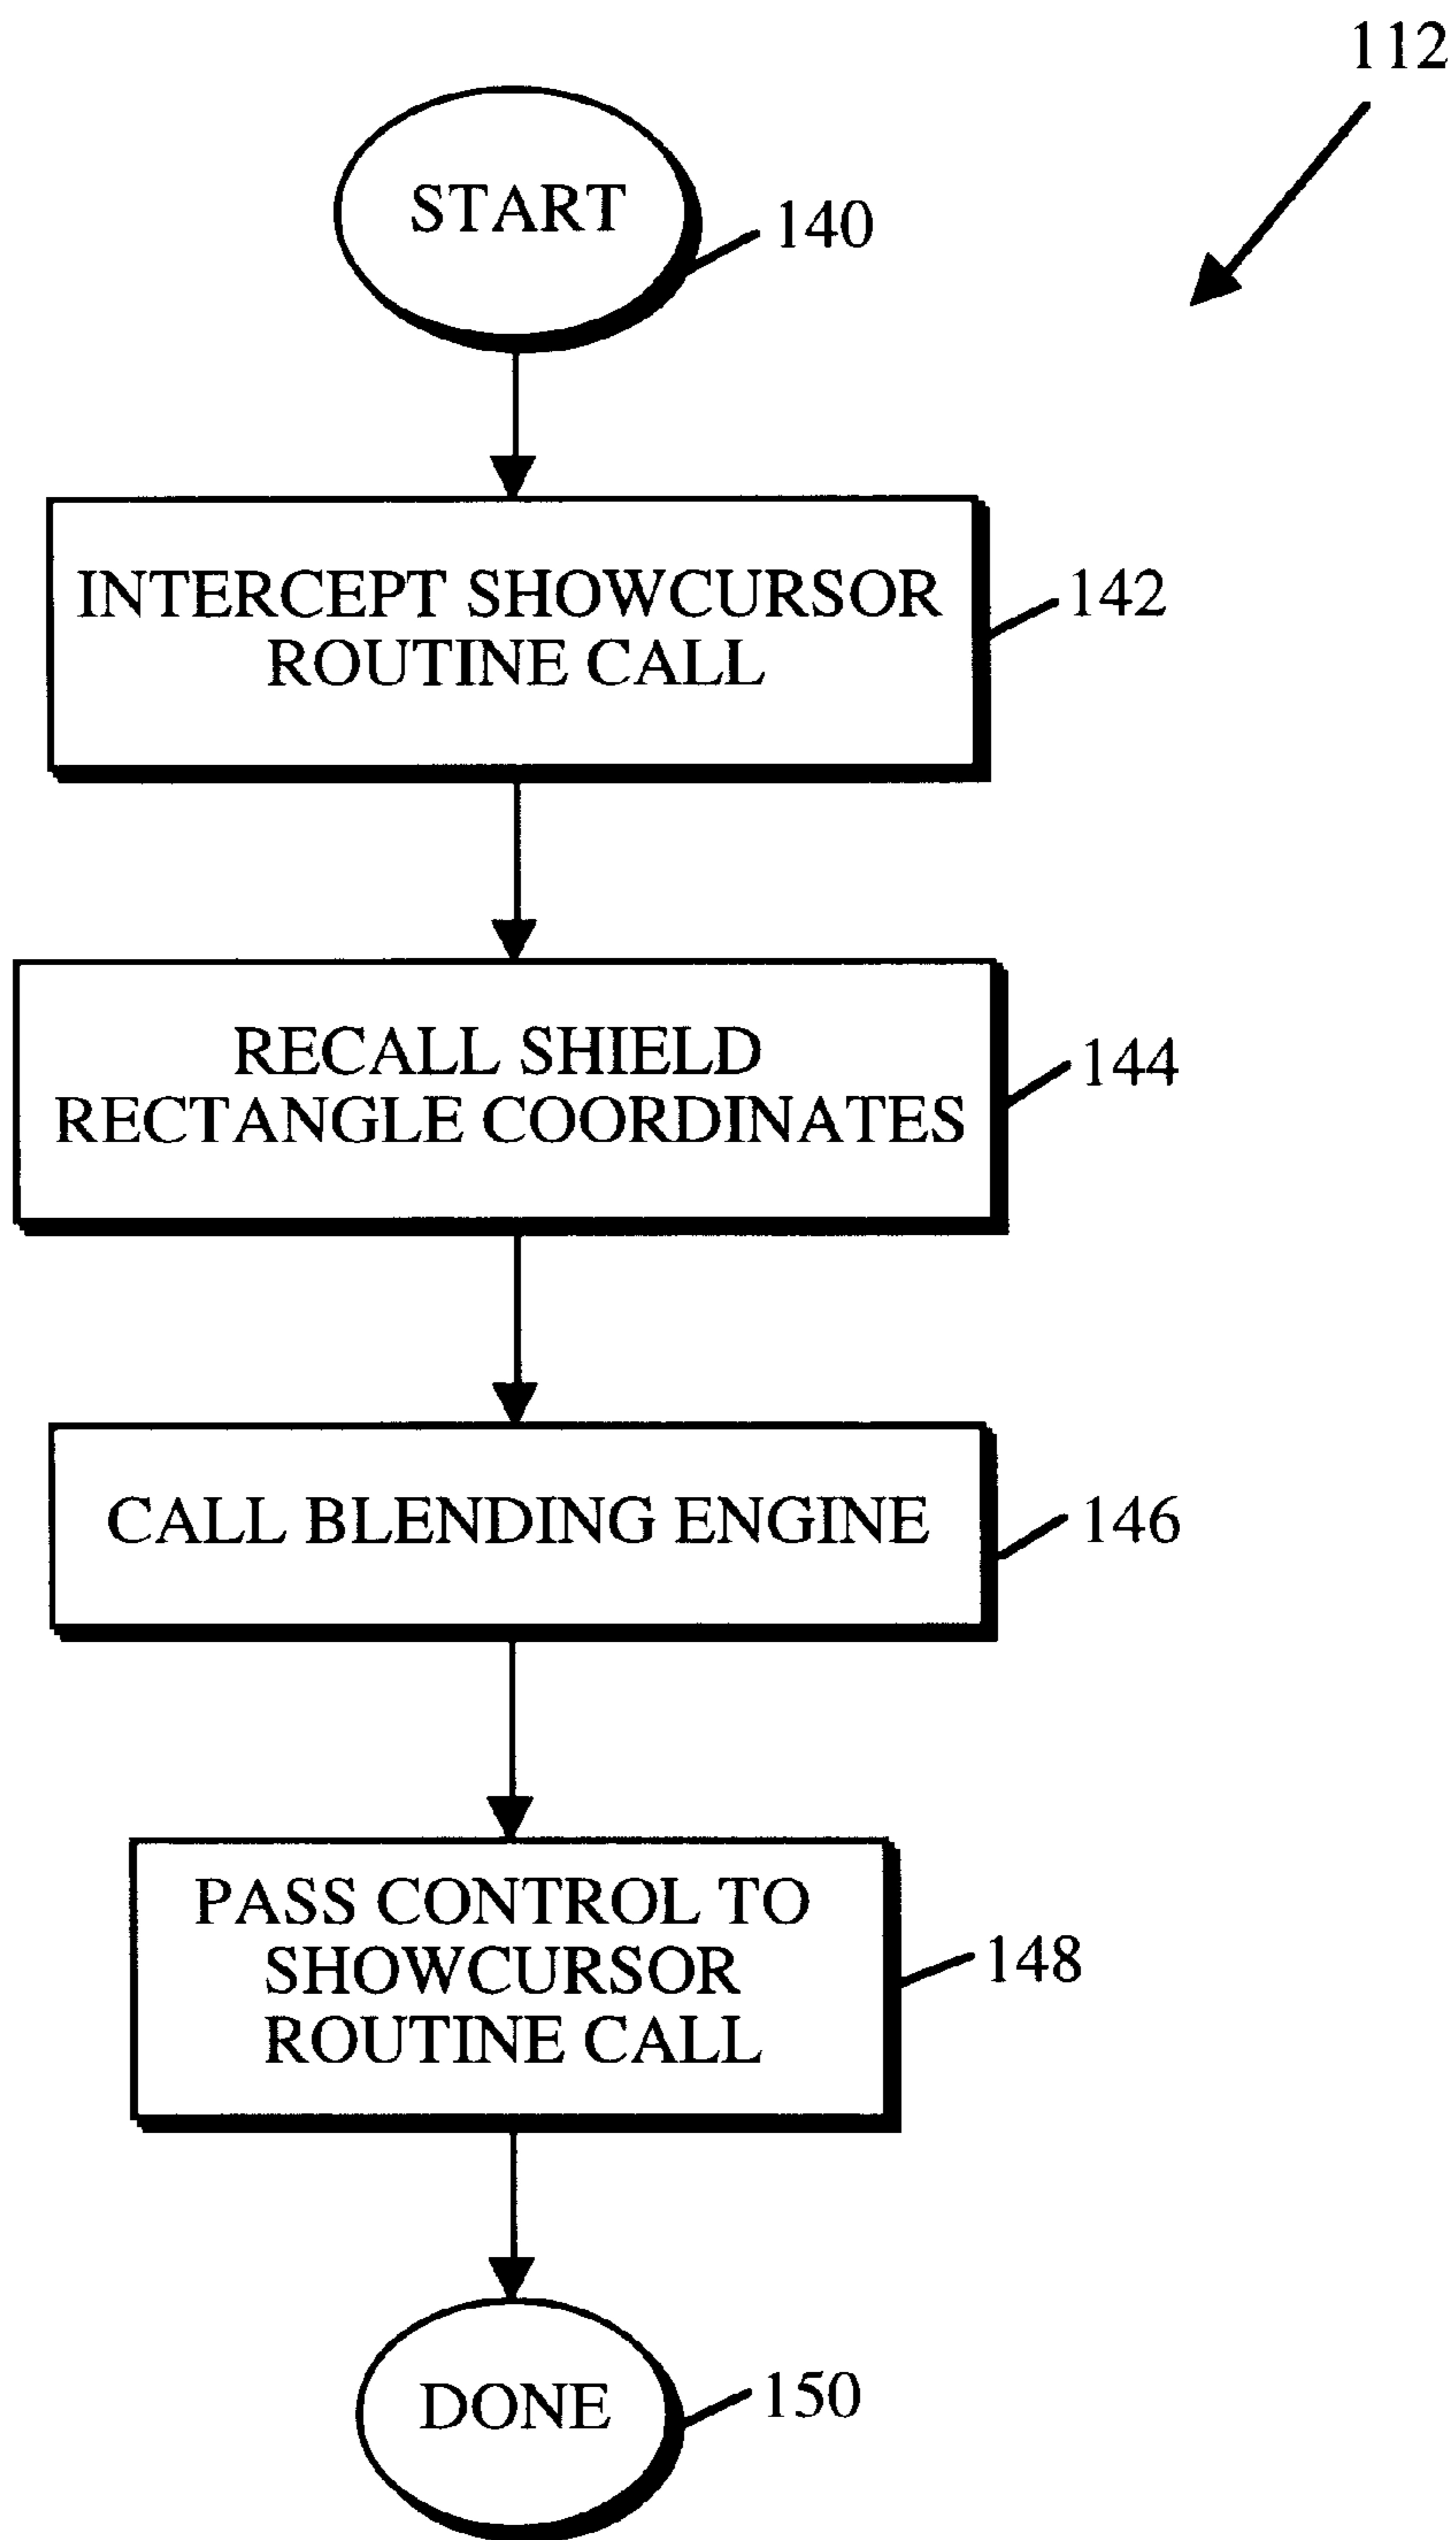 112
START
140
INTERCEPT SHOWCURSOR
ROUTINE CALL
142
RECALL SHIELD
RECTANGLE COORDINATES
144
CALL BLENDING ENGINE
146
PASS CONTROL TO
SHOWCURSOR
ROUTINE CALL
148
DONE
150